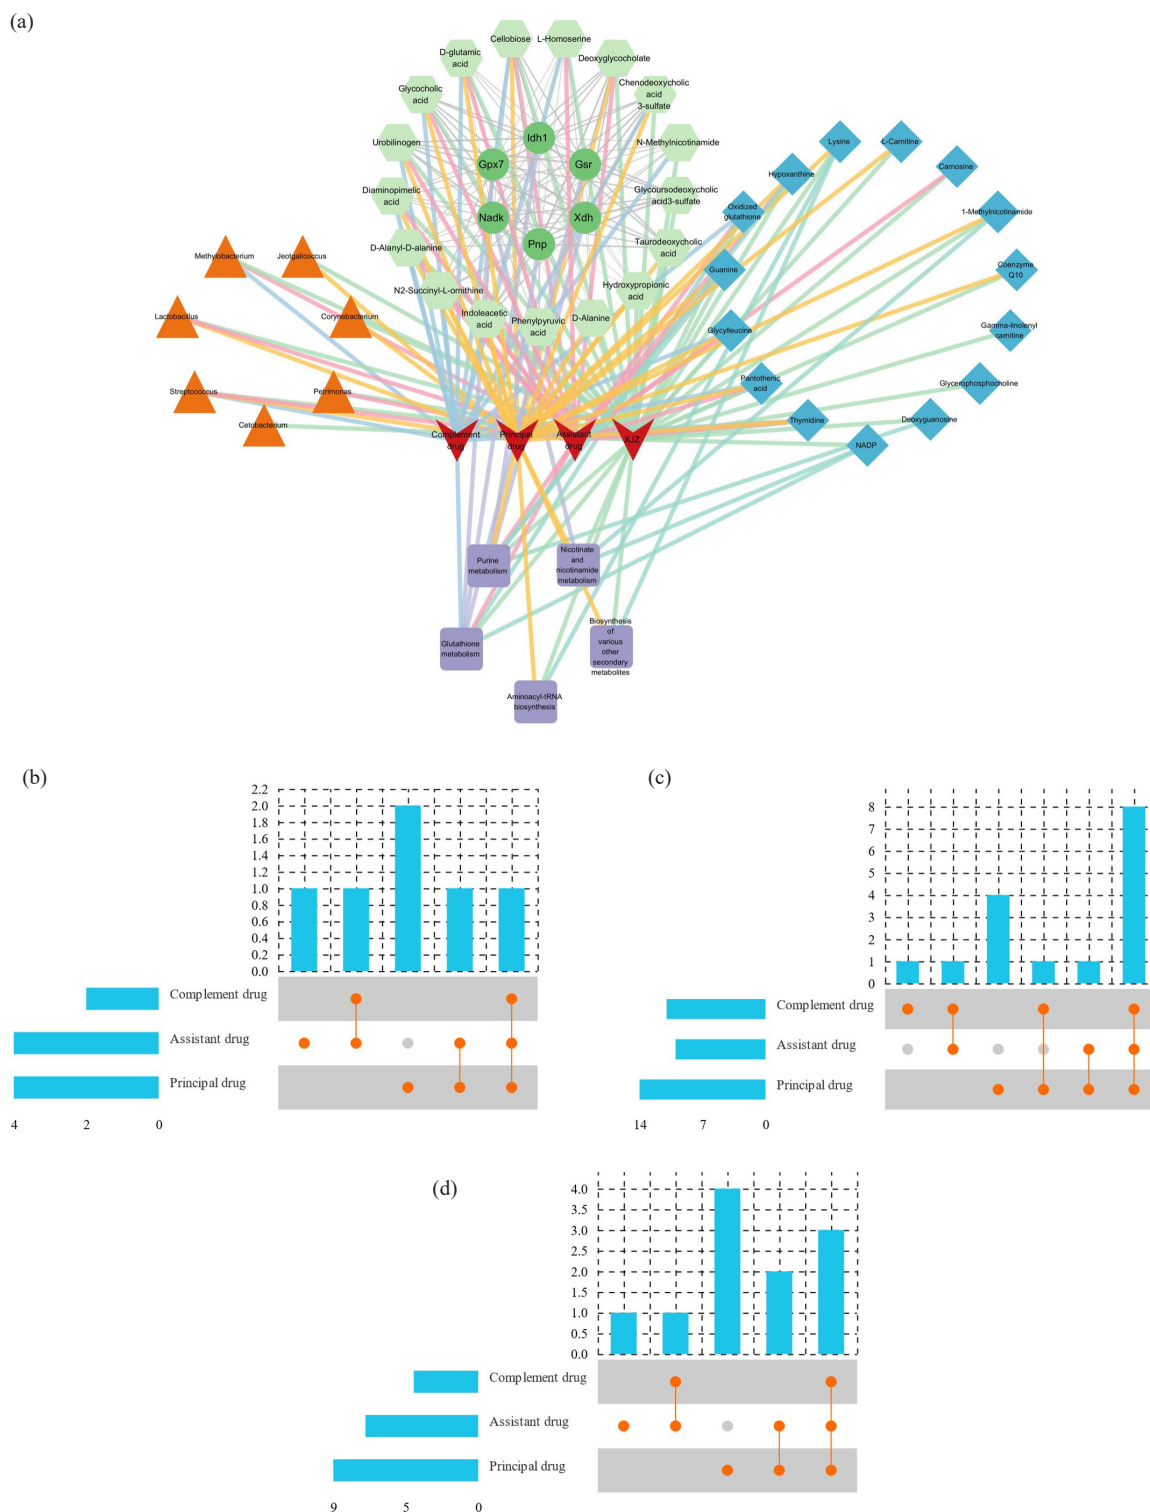 (a)
Cellobiose
L-Homoserine
D-glutamic
acid
Deoxyglycocholate
Glycocholic
acid
Chenodeoxycholic
acid
3-sulfate
Urobilinogen
N-Methylnicotinamide
Diaminopimelic
acid
Glycoursodeoxycholic
acid3-sulfate
D-Alanyl-D-alanine
Taurodeoxycholic
acid
N2-Succinyl-L-ornithine
Hydroxypropionic
acid
Indoleacetic
acid
Phenylpyruvic
acid
D-Alanine
Idh1
Gpx7
Gsr
Nadk
Xdh
Pnp
Lysine
L-Carnitine
Hypoxanthine
Carnosine
Oxidized
glutathione
1-Methylnicotinamide
Guanine
Coenzyme
Q10
Glycylleucine
Gamma-linolenyl
carnitine
Pantothenic
acid
Glycerophosphocholine
Thymidine
Deoxyguanosine
NADP
Methylobacterium
Jeotgalicoccus
Lactobacillus
Corynebacterium
Streptococcus
Petrimonas
Cetobacterium
Complement
drug
Principal
drug
Assistant
drug
XJZ
Purine
metabolism
Nicotinate
and
nicotinamide
metabolism
Glutathione
metabolism
Biosynthesis
of
various
other
secondary
metabolites
Aminoacyl-tRNA
biosynthesis
(b)
2.2
2.0
1.8
1.6
1.4
1.2
1.0
0.8
0.6
0.4
0.2
0.0
Complement drug
Assistant drug
Principal drug
4 2 0
(c)
8
7
6
5
4
3
2
1
0
Complement drug
Assistant drug
Principal drug
14 7 0
(d)
4.0
3.5
3.0
2.5
2.0
1.5
1.0
0.5
0.0
Complement drug
Assistant drug
Principal drug
9 5 0